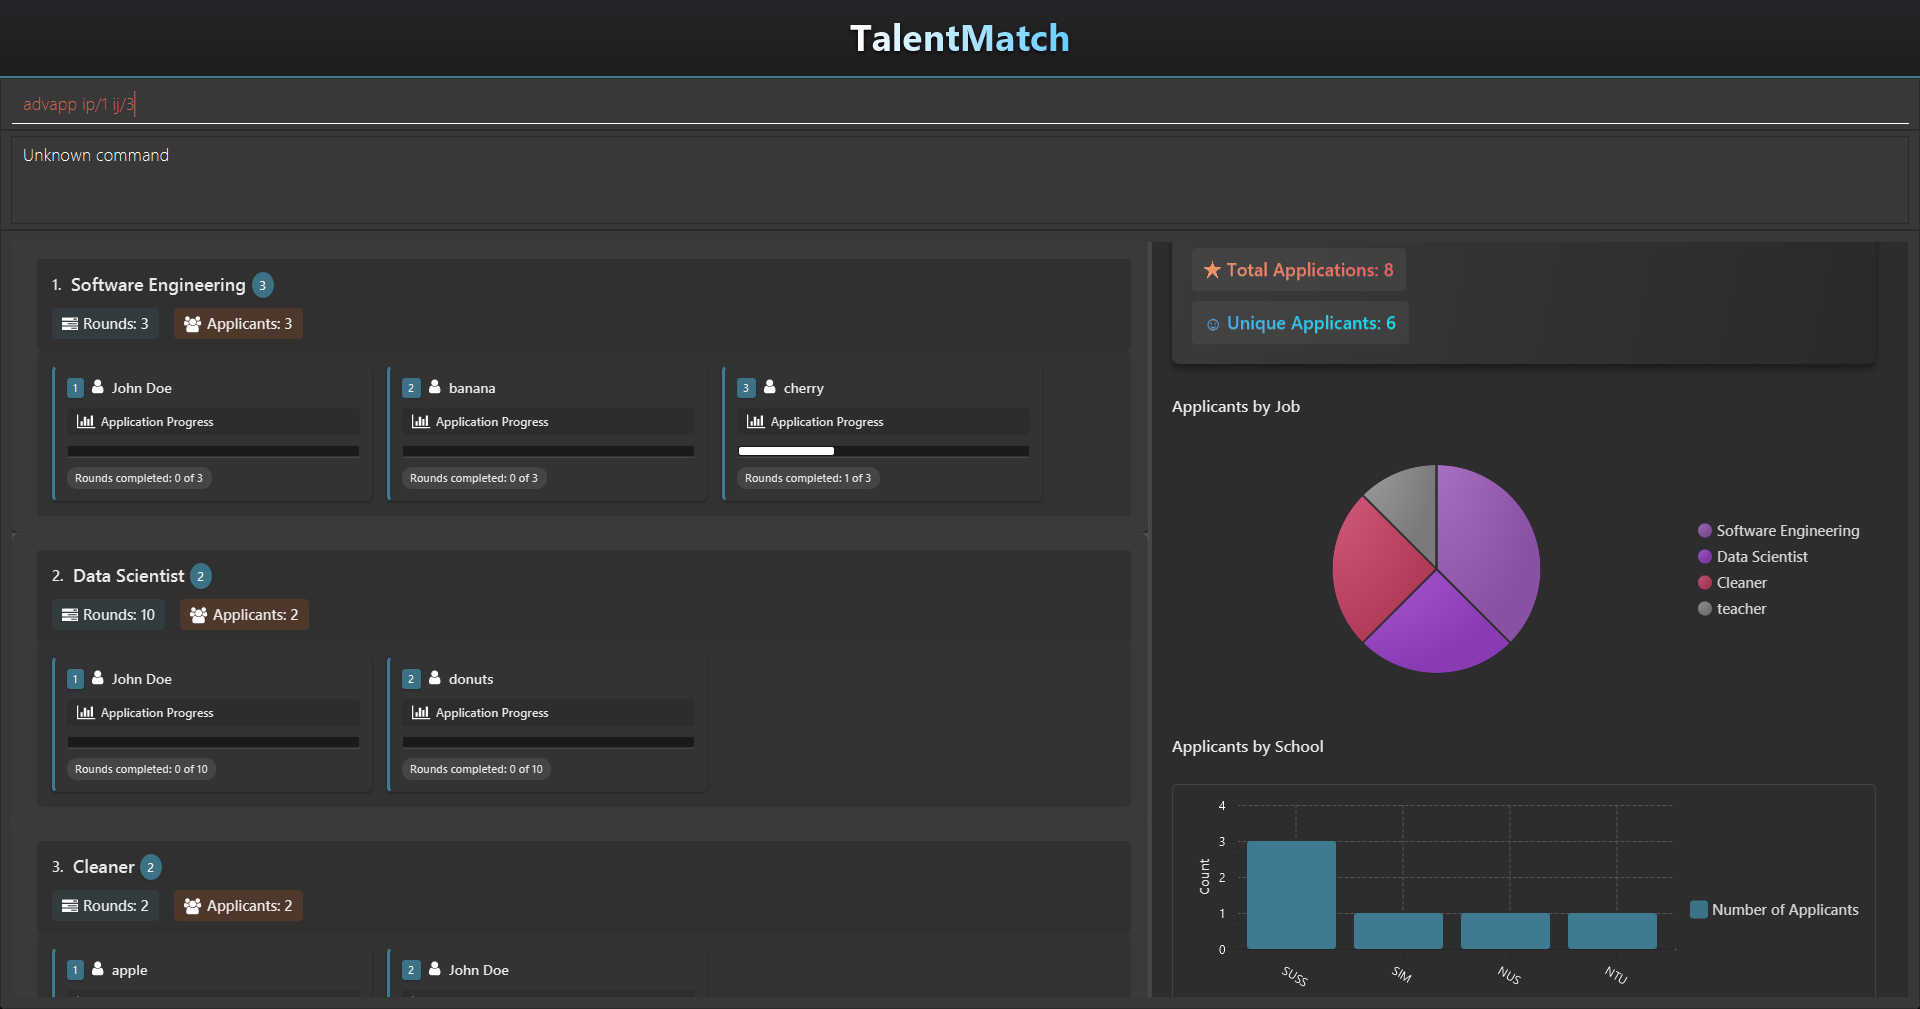 TalentMatch
advapp ip/1 ij/3
Unknown command
1. Software Engineering 3
Rounds: 3 Applicants: 3
1 John Doe
Application Progress
Rounds completed: 0 of 3
2 banana
Application Progress
Rounds completed: 0 of 3
3 cherry
Application Progress
Rounds completed: 1 of 3
2. Data Scientist 2
Rounds: 10 Applicants: 2
1 John Doe
Application Progress
Rounds completed: 0 of 10
2 donuts
Application Progress
Rounds completed: 0 of 10
3. Cleaner 2
Rounds: 2 Applicants: 2
1 apple
2 John Doe
Total Applications: 8
Unique Applicants: 6
Applicants by Job
Software Engineering
Data Scientist
Cleaner
teacher
Applicants by School
4
3
2
1
0
Count
SUSS
SIM
NUS
NTU
Number of Applicants